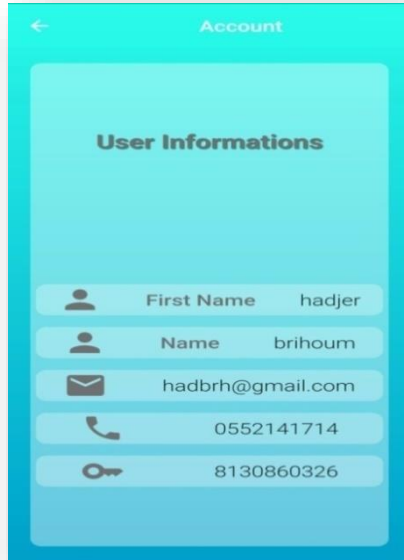 Account
User Informations
First Name hadjer
Name brihoum
hadbrh@gmail.com
0552141714
8130860326